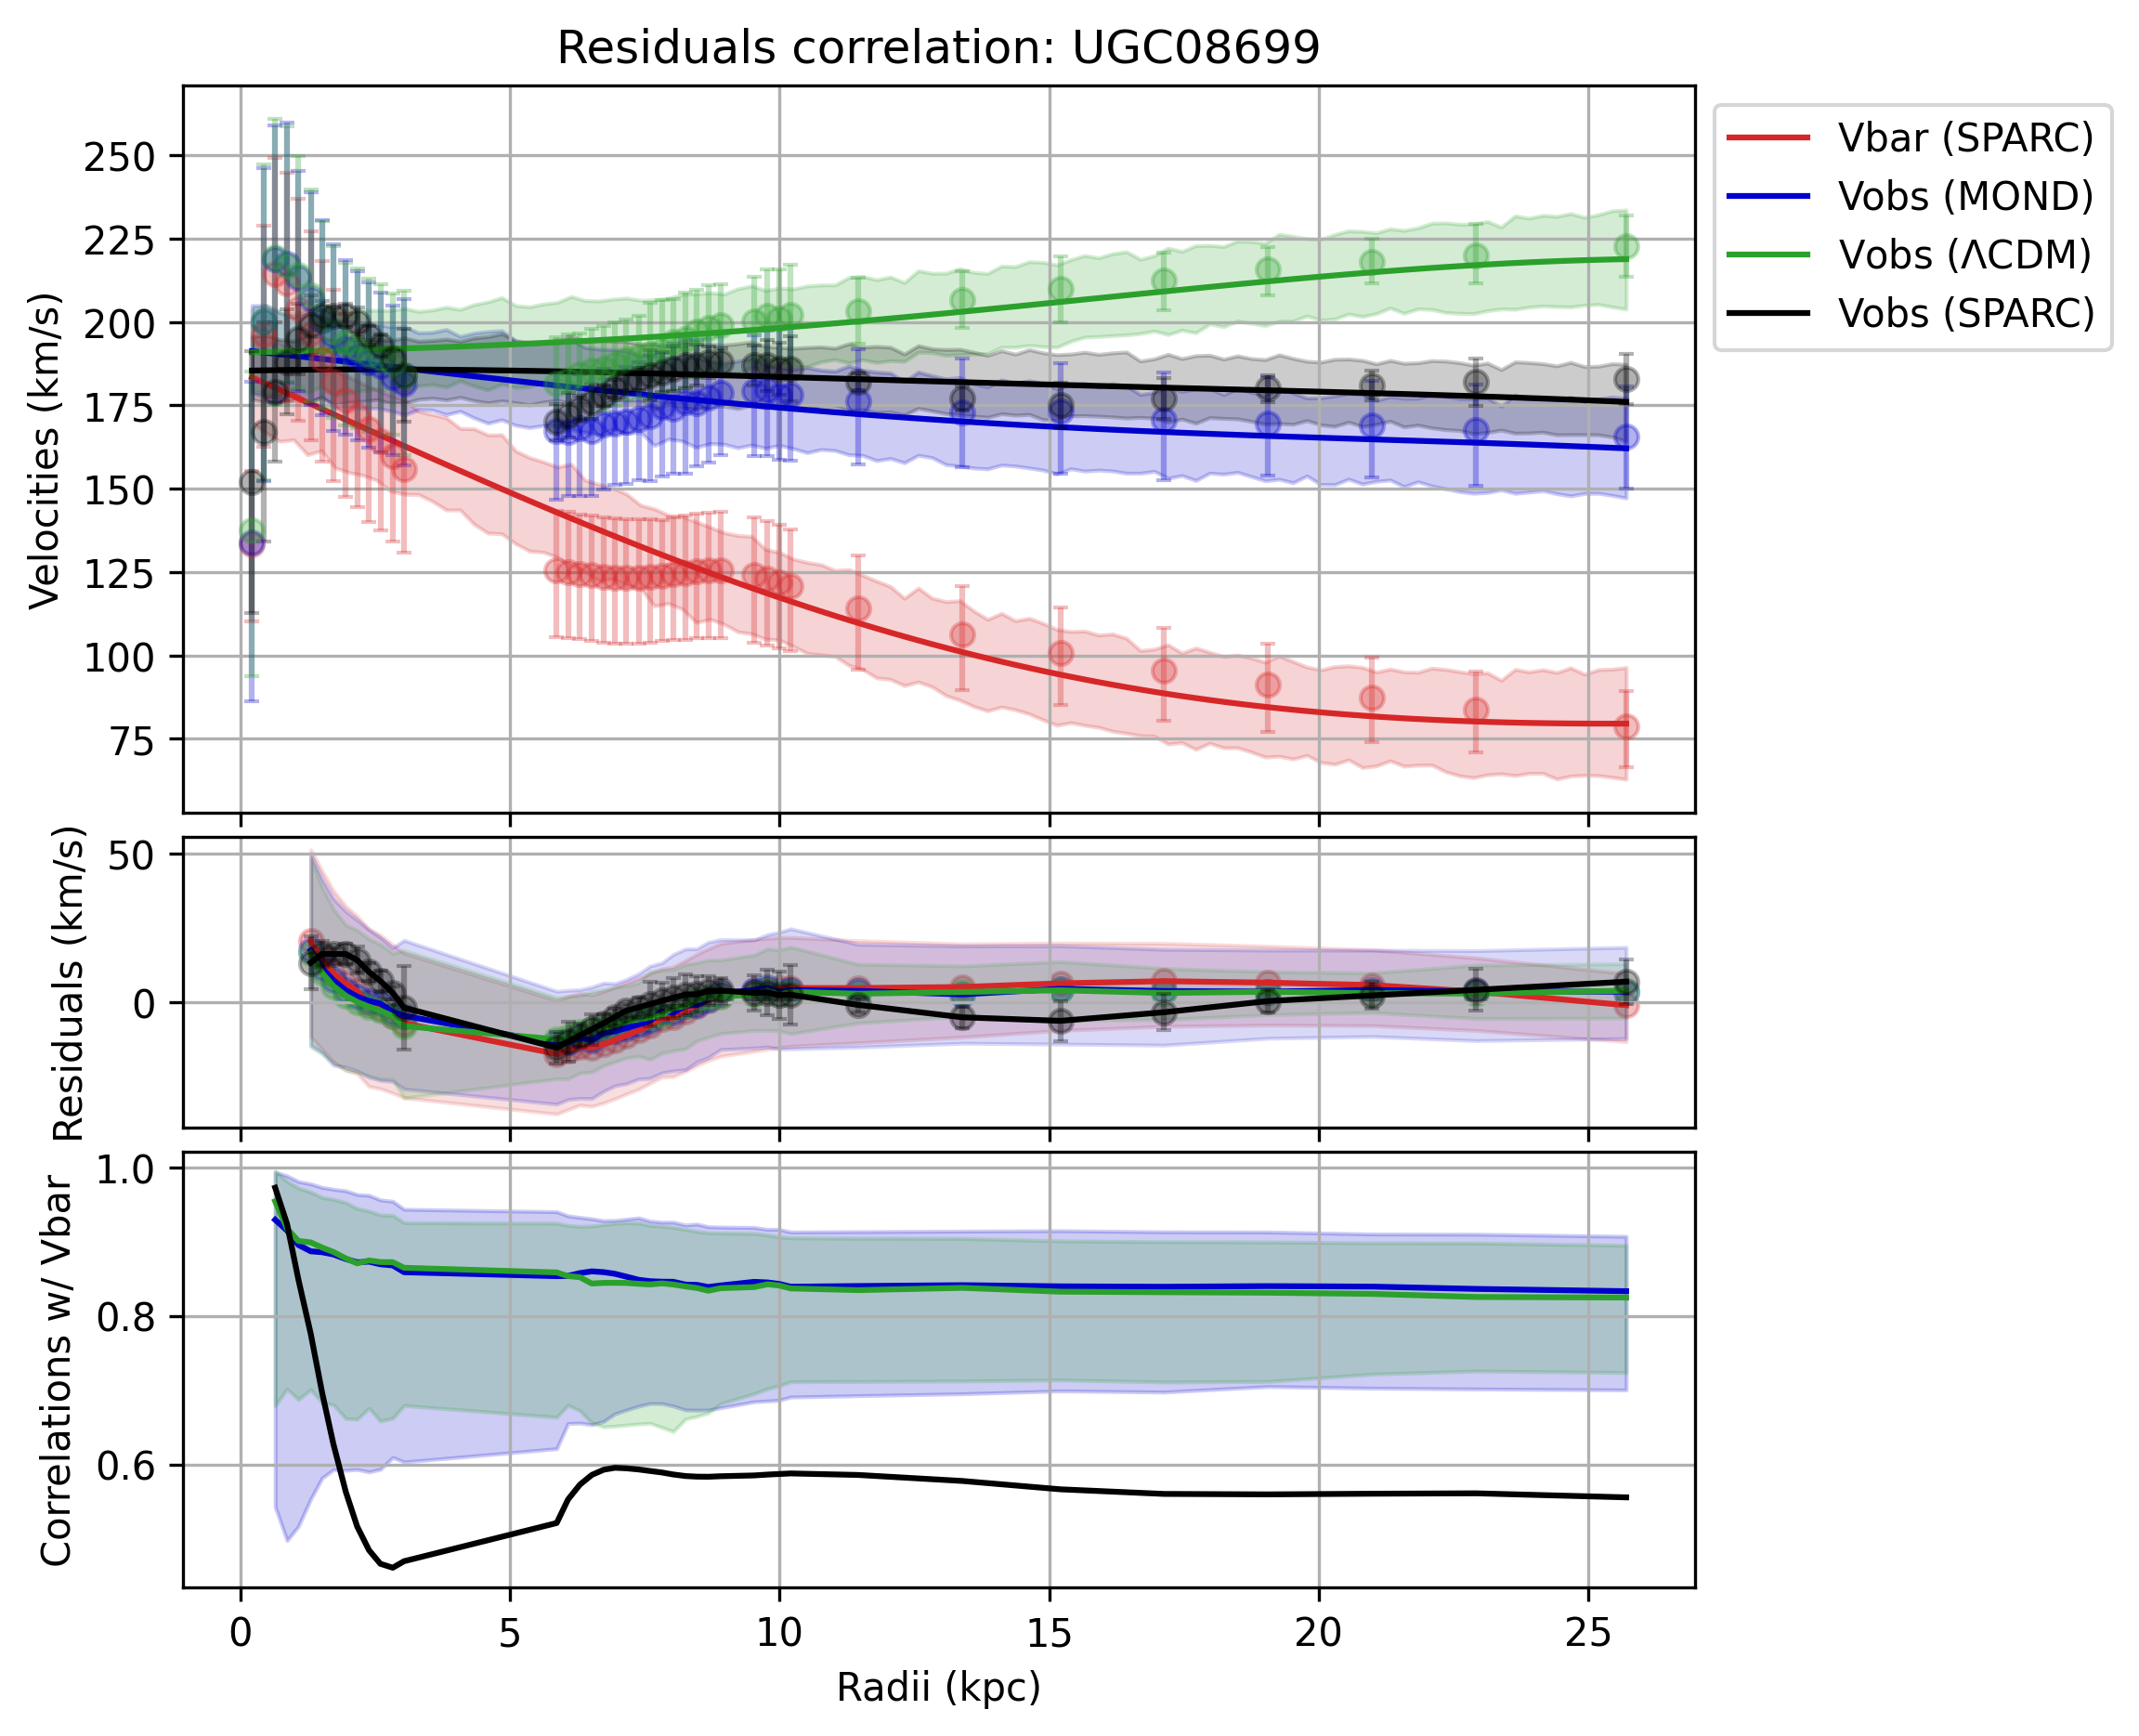 Residuals correlation: UGC08699
Velocities (km/s)
250
225
200
175
150
125
100
75
Vbar (SPARC)
Vobs (MOND)
Vobs (ΛCDM)
Vobs (SPARC)
Residuals (km/s)
50
0
Correlations w/ Vbar
1.0
0.8
0.6
0 5 10 15 20 25
Radii (kpc)